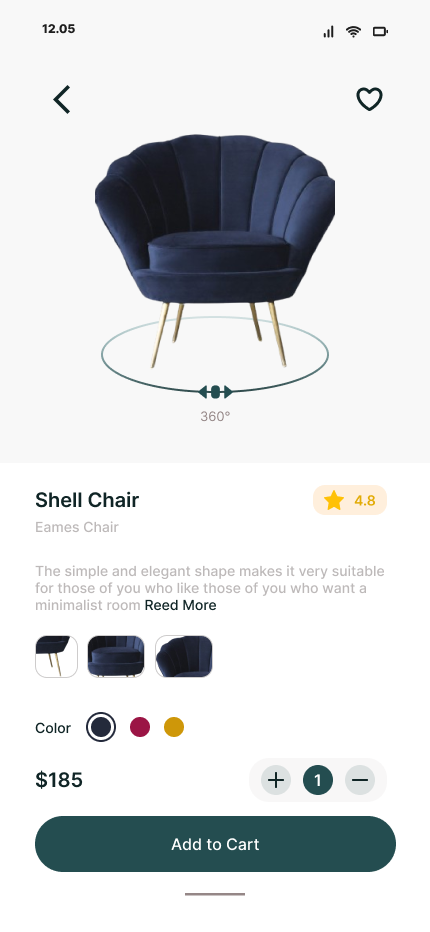 12.05
360°
Shell Chair
4.8
Eames Chair
The simple and elegant shape makes it very suitable
for those of you who like those of you who want a
minimalist room Reed More
Color
$185
1
Add to Cart